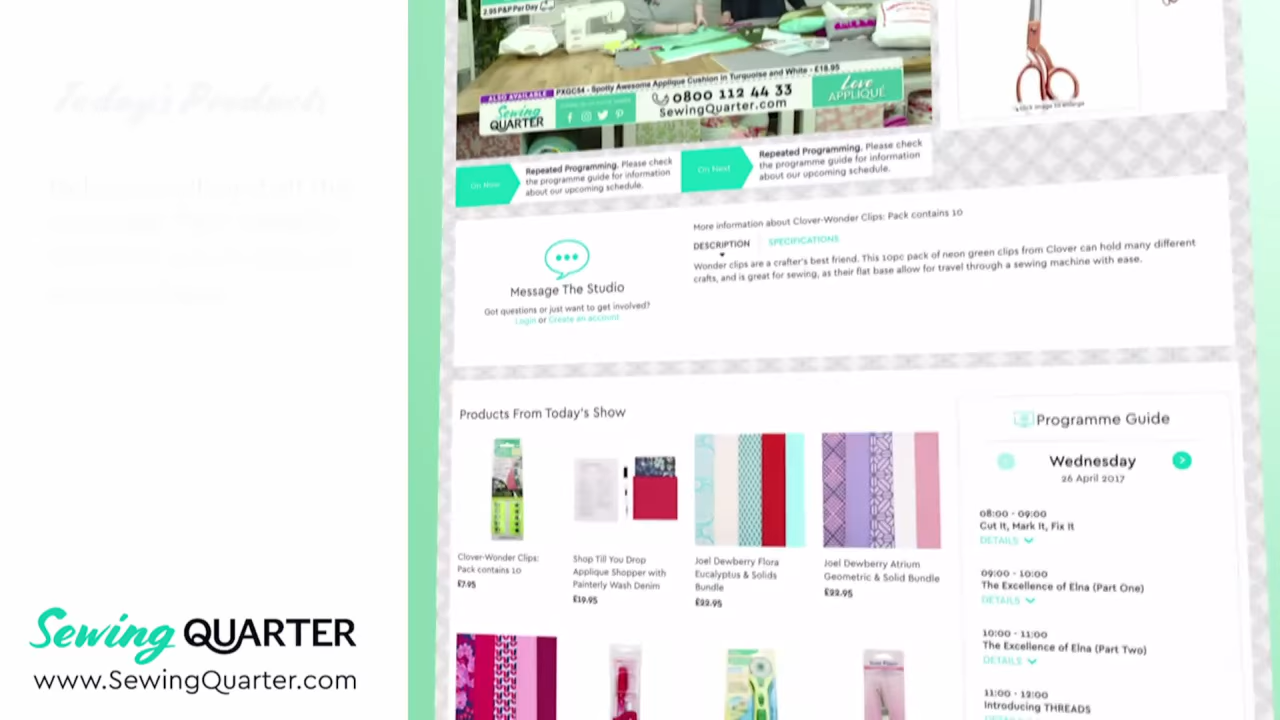 Today's Products
2.95 P&P Per Day
ALSO AVAILABLE
PXGC54 - Spotty Awesome Applique Cushion in Turquoise and White - £18.95
Sewing
QUARTER
0800 112 44 33
SewingQuarter.com
Love
APPLIQUÉ
click image to enlarge
On Now
Repeated Programming. Please check
the programme guide for information
about our upcoming schedule.
On Next
Repeated Programming. Please check
the programme guide for information
about our upcoming schedule.
Message The Studio
Got questions or just want to get involved?
Login or Create an account
More information about Clover-Wonder Clips: Pack contains 10
DESCRIPTION
SPECIFICATIONS
Wonder clips are a crafter's best friend. This 10pc pack of neon green clips from Clover can hold many different
crafts, and is great for sewing, as their flat base allow for travel through a sewing machine with ease.
Products From Today's Show
Clover-Wonder Clips:
Pack contains 10
£7.95
Shop Till You Drop
Applique Shopper with
Painterly Wash Denim
£19.95
Joel Dewberry Flora
Eucalyptus & Solids
Bundle
£22.95
Joel Dewberry Atrium
Geometric & Solid Bundle
£22.95
Programme Guide
Wednesday
26 April 2017
08:00 - 09:00
Cut It, Mark It, Fix It
DETAILS
09:00 - 10:00
The Excellence of Elna (Part One)
DETAILS
10:00 - 11:00
The Excellence of Elna (Part Two)
DETAILS
11:00 - 12:00
Introducing THREADS
Sewing QUARTER
www.SewingQuarter.com